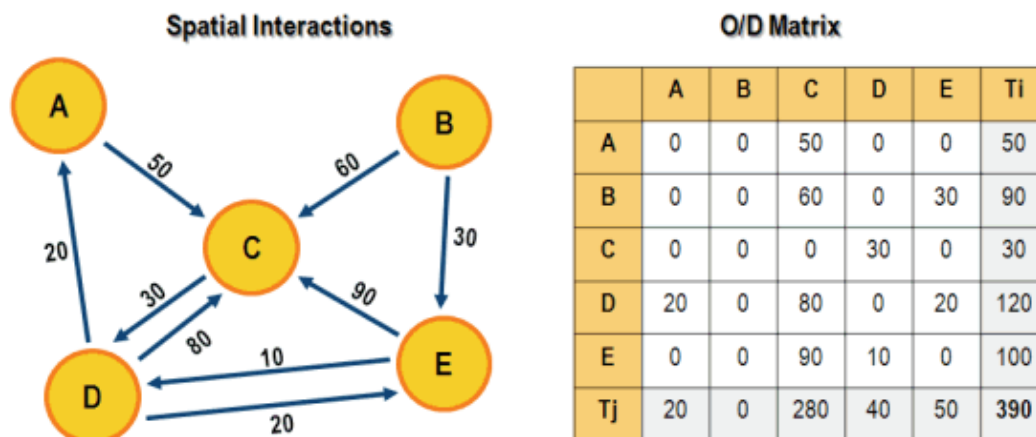 Spatial Interactions
A
B
50
60
20
C
30
30
90
80
10
D
E
20
O/D Matrix
A B C D E Ti
A 0 0 50 0 0 50
B 0 0 60 0 30 90
C 0 0 0 30 0 30
D 20 0 80 0 20 120
E 0 0 90 10 0 100
Tj 20 0 280 40 50 390